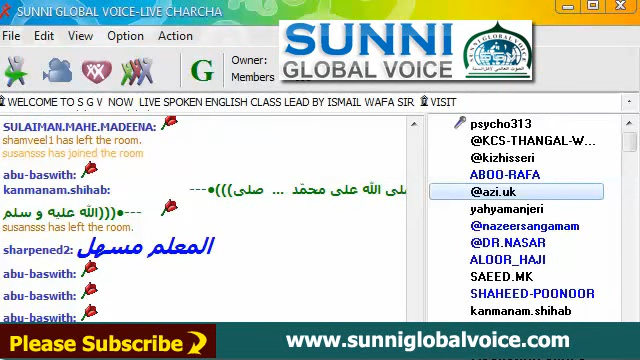 SUNNI GLOBAL VOICE-LIVE CHARCHA
File Edit View Action
SUNNI
GLOBAL VOICE
G
Owner:
Members
WELCOME TO S G V NOW LIVE SPOKEN ENGLISH CLASS LEAD BY ISMAIL WAFA SIR VISIT
SULAIMAN.MAHE.MADEENA:
shamveel1 has left the room
susansss has joined the room
abu-baswith:
kanmanam.shihab: ---•(((لى الله على محمّد ... صلى
الله عليه و سلم)))•---
susansss has left the room.
sharpened2: المعلم مسهل
abu-baswith:
abu-baswith:
abu-baswith:
psycho313
@KCS-THANGAL-W...
@kizhisseri
ABOO-RAFA
@azi.uk
yahyamanjeri
@nazeersangamam
@DR.NASAR
ALOOR_HAJI
SAEED.MK
SHAHEED-POONOOR
kanmanam.shihab
Please Subscribe
www.sunniglobalvoice.com